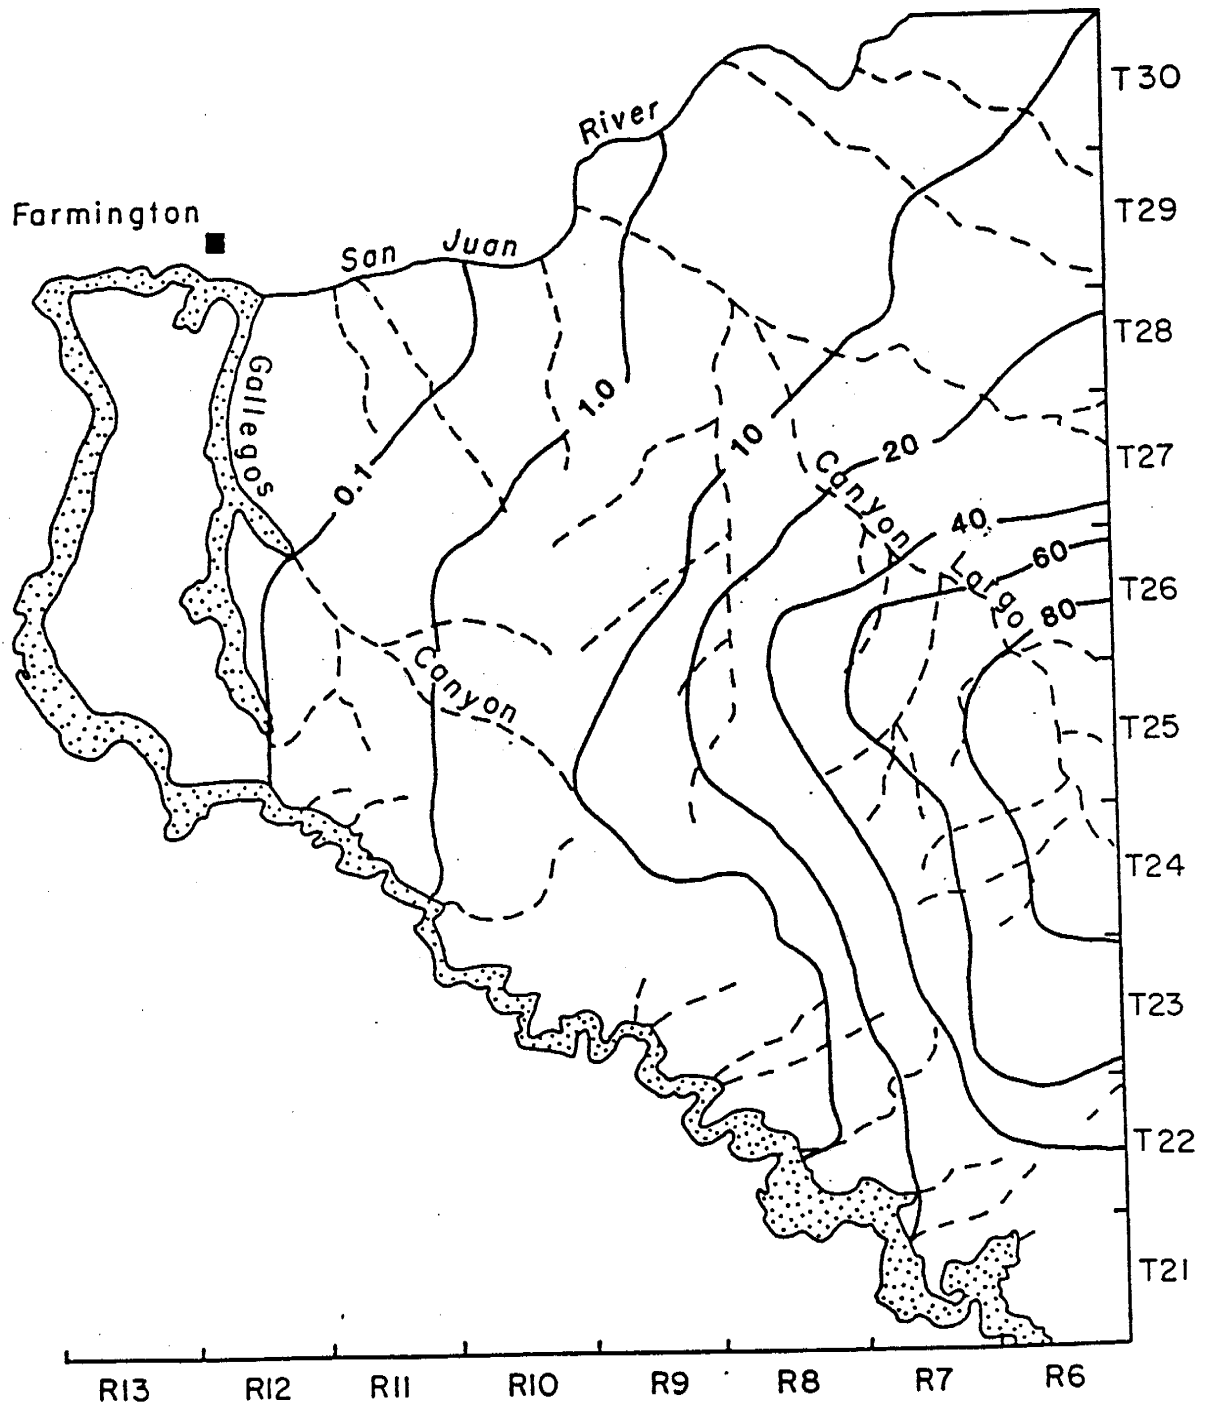 T30
River
T29
Farmington
San Juan
T28
Gallegos
1.0
10
20
T27
0.1
Canyon
40
60
T26
Largo
80
Canyon
T25
T24
T23
T22
T21
R13 R12 R11 R10 R9 R8 R7 R6